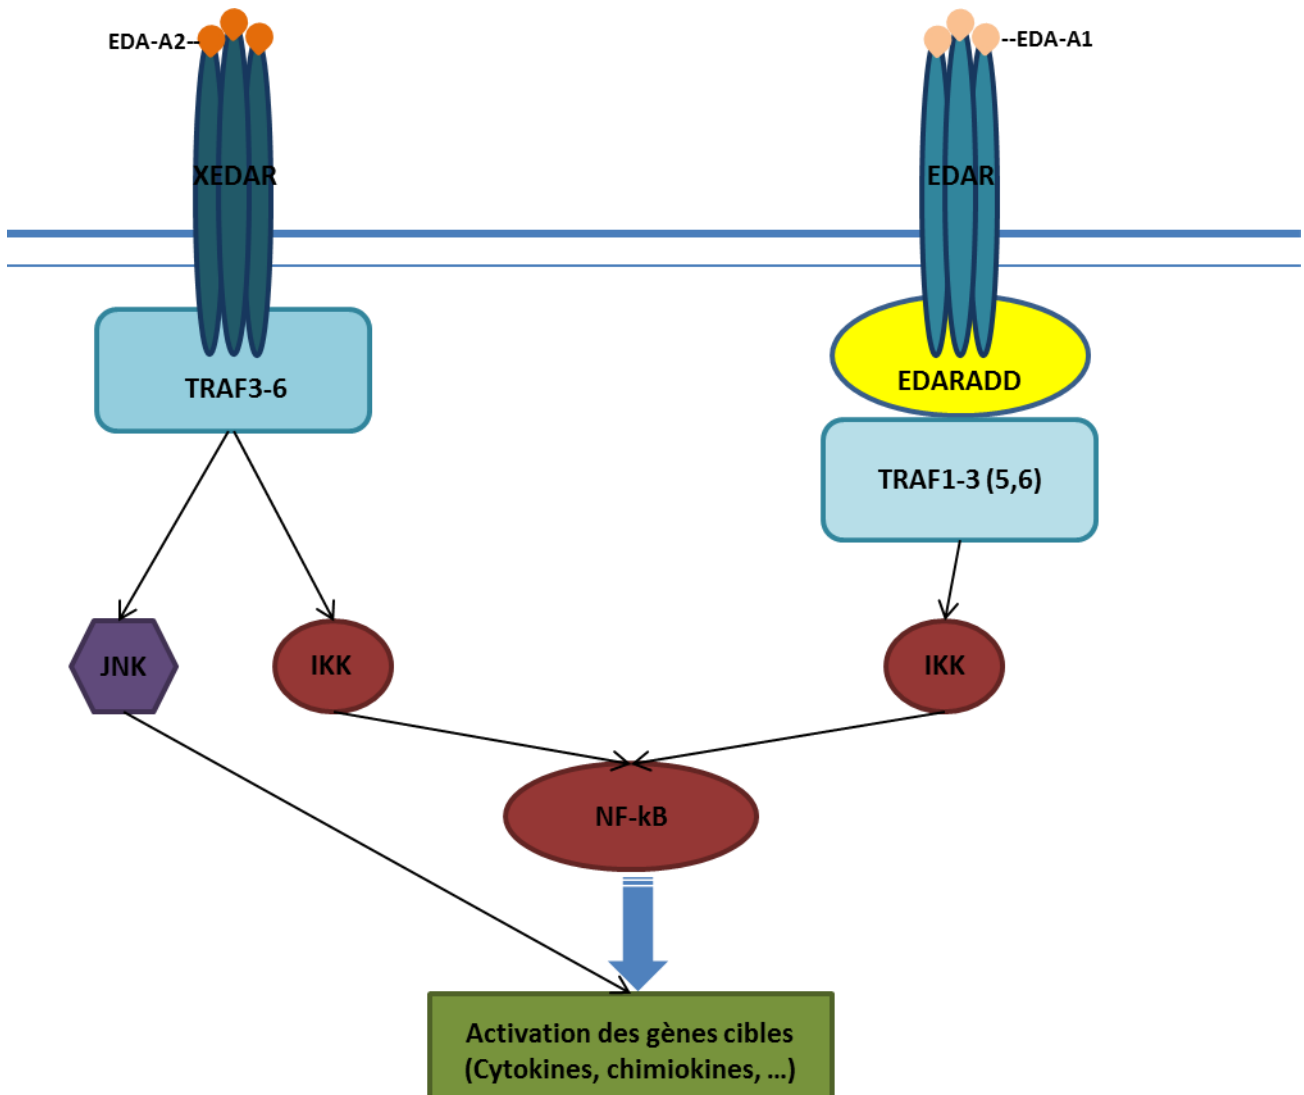 EDA-A2--
--EDA-A1
XEDAR
EDAR
TRAF3-6
EDARADD
TRAF1-3 (5,6)
JNK
IKK
IKK
NF-kB
Activation des gènes cibles
(Cytokines, chimiokines, ...)